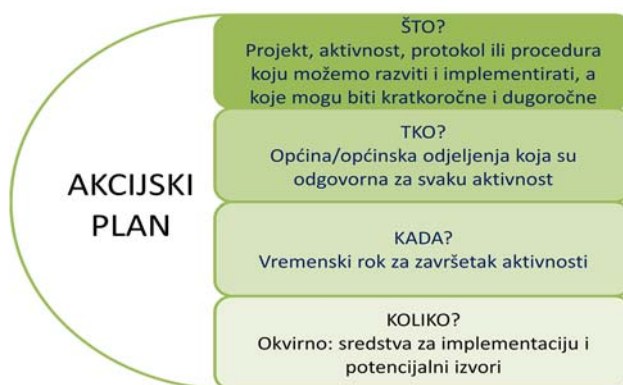 AKCIJSKI
PLAN
ŠTO?
Projekt, aktivnost, protokol ili procedura
koju možemo razviti i implementirati, a
koje mogu biti kratkoročne i dugoročne
TKO?
Općina/općinska odjeljenja koja su
odgovorna za svaku aktivnost
KADA?
Vremenski rok za završetak aktivnosti
KOLIKO?
Okvirno: sredstva za implementaciju i
potencijalni izvori